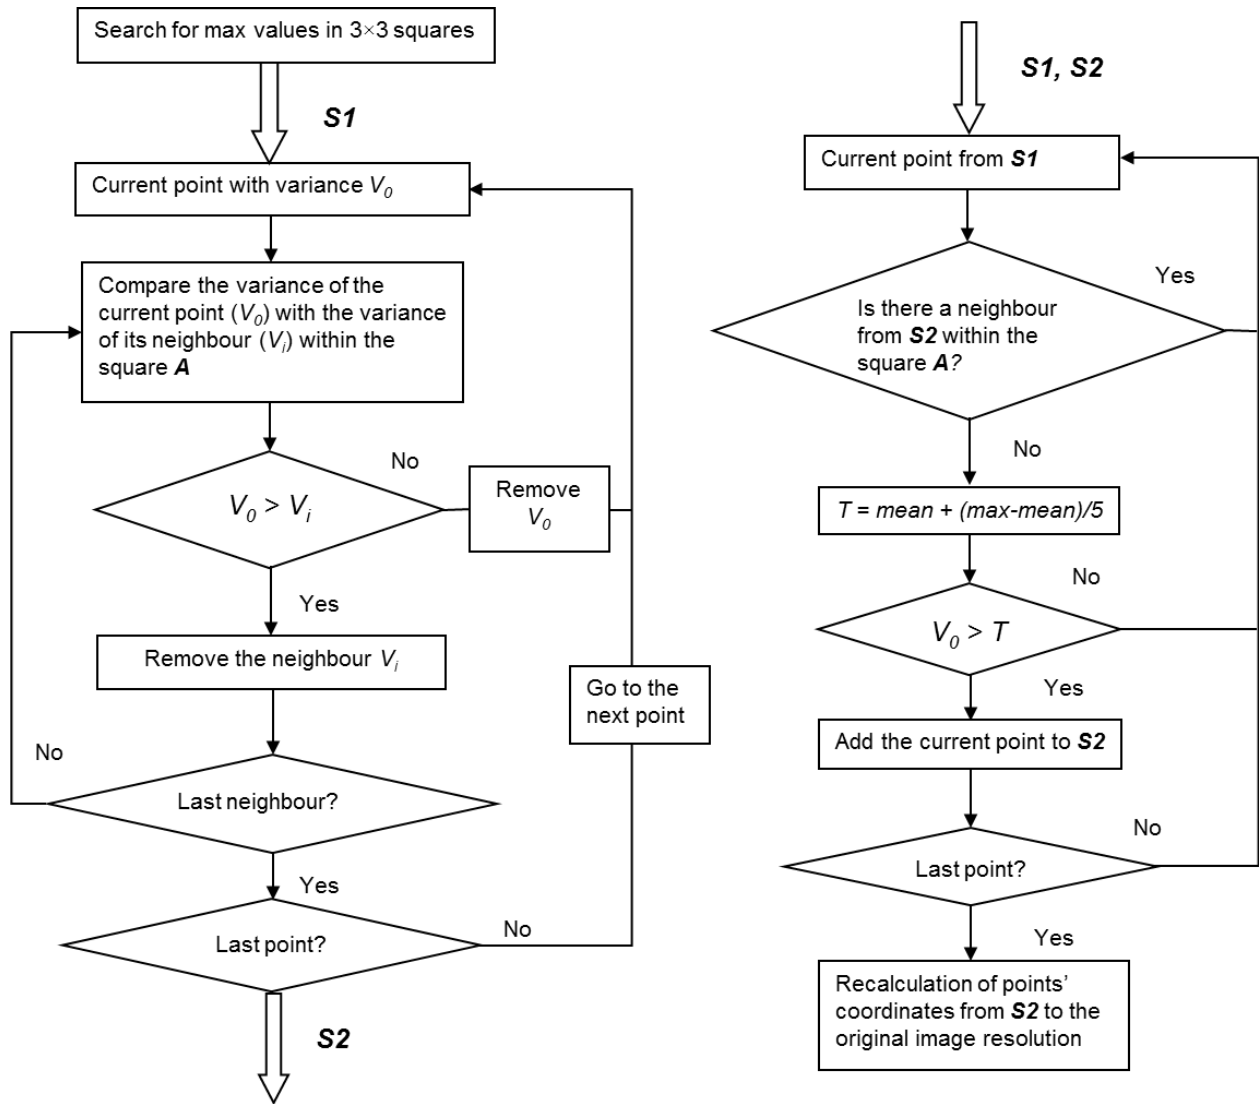 Search for max values in 3×3 squares
S1
Current point with variance V0
Compare the variance of the
current point (V0) with the variance
of its neighbour (Vi) within the
square A
No
V0 > Vi
Remove
V0
Yes
Remove the neighbour Vi
Go to the
next point
No
Last neighbour?
Yes
Last point?
No
S2
S1, S2
Current point from S1
Yes
Is there a neighbour
from S2 within the
square A?
No
T = mean + (max-mean)/5
No
V0 > T
Yes
Add the current point to S2
No
Last point?
Yes
Recalculation of points’
coordinates from S2 to the
original image resolution